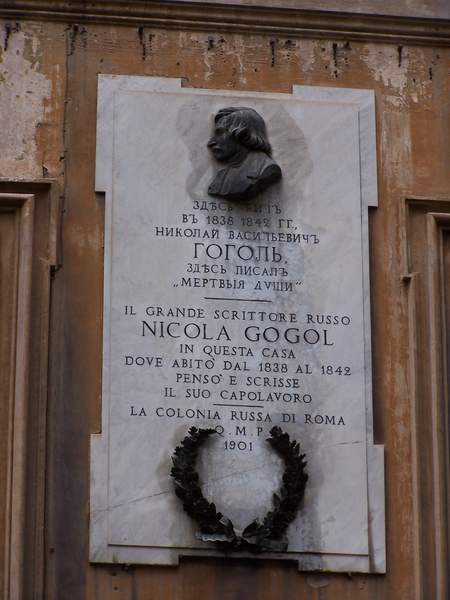 ЗДѢСЬ ЖИЛЪ
ВЪ 1838 1842 ГГ.,
НИКОЛАЙ ВАСИЛЬЕВИЧЪ
ГОГОЛЬ,
ЗДѢСЬ ПИСАЛЪ
„МЕРТВЫЯ ДУШИ“
IL GRANDE SCRITTORE RUSSO
NICOLA GOGOL
IN QUESTA CASA
DOVE ABITÒ DAL 1838 AL 1842
PENSÒ E SCRISSE
IL SUO CAPOLAVORO
LA COLONIA RUSSA DI ROMA
Q.M.P.
1901